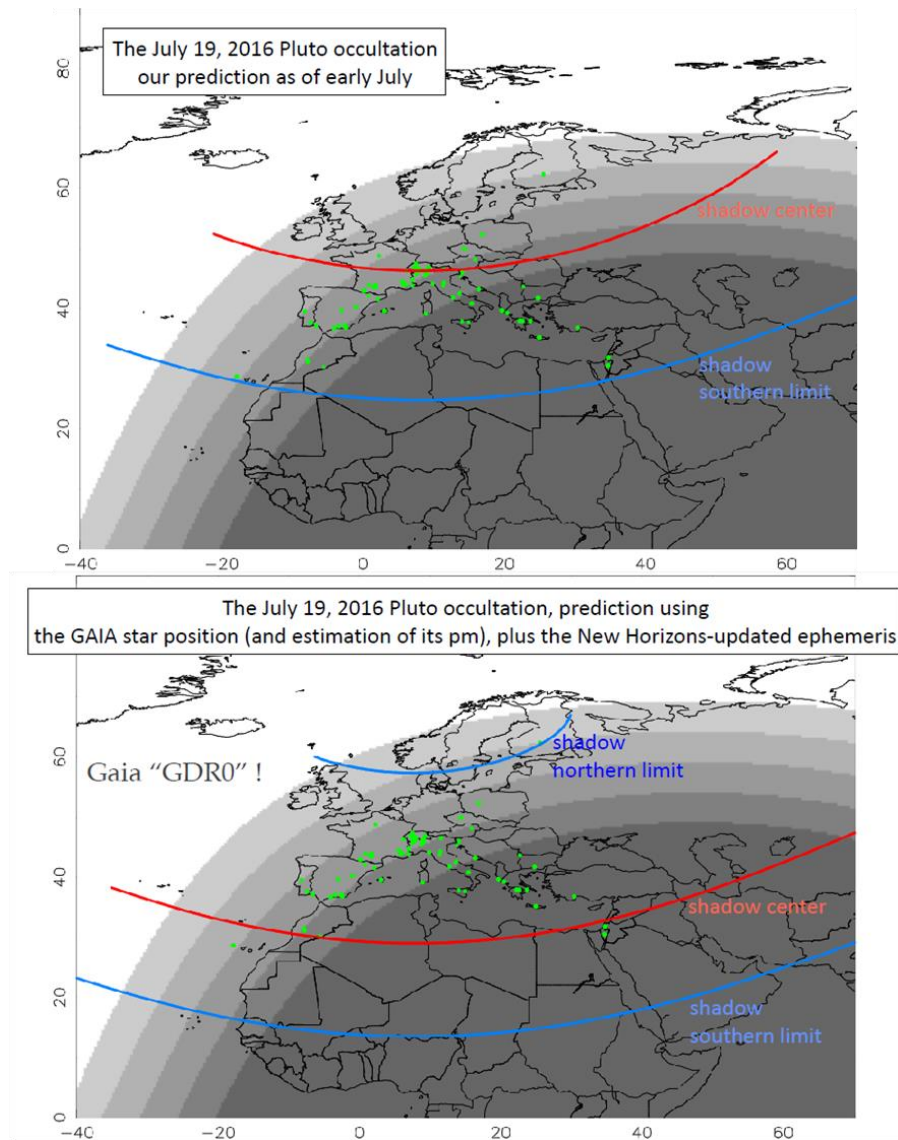 The July 19, 2016 Pluto occultation
our prediction as of early July
80
60
40
20
0
shadow center
shadow
southern limit
−40
−20
0
20
40
60
The July 19, 2016 Pluto occultation, prediction using
the GAIA star position (and estimation of its pm), plus the New Horizons-updated ephemeris
Gaia “GDR0” !
shadow
northern limit
60
40
20
0
shadow center
shadow
southern limit
−40
−20
0
20
40
60